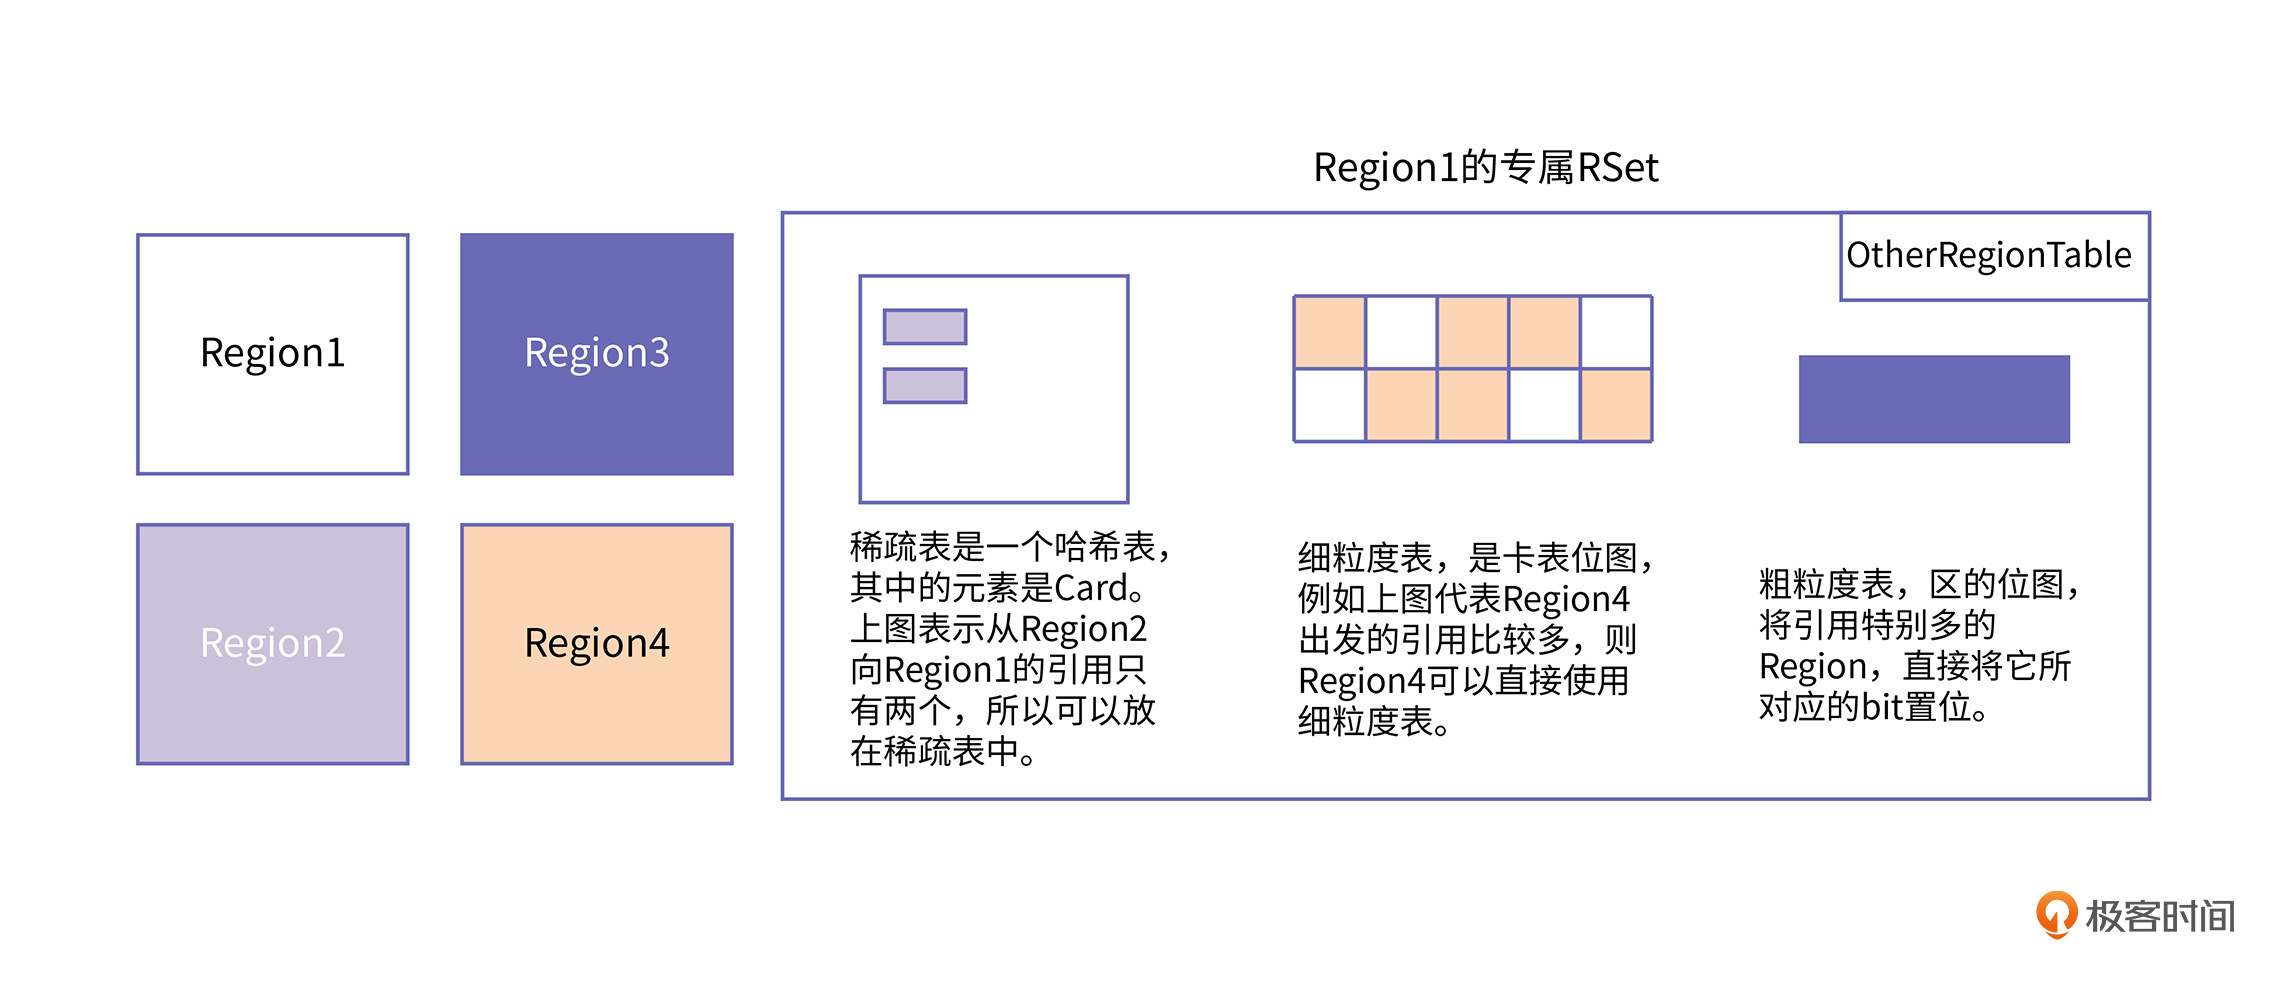 Region1的专属RSet
OtherRegionTable
Region1
Region3
Region2
Region4
稀疏表是一个哈希表，
其中的元素是Card。
上图表示从Region2
向Region1的引用只
有两个，所以可以放
在稀疏表中。
细粒度表，是卡表位图，
例如上图代表Region4
出发的引用比较多，则
Region4可以直接使用
细粒度表。
粗粒度表，区的位图，
将引用特别多的
Region，直接将它所
对应的bit置位。
极客时间